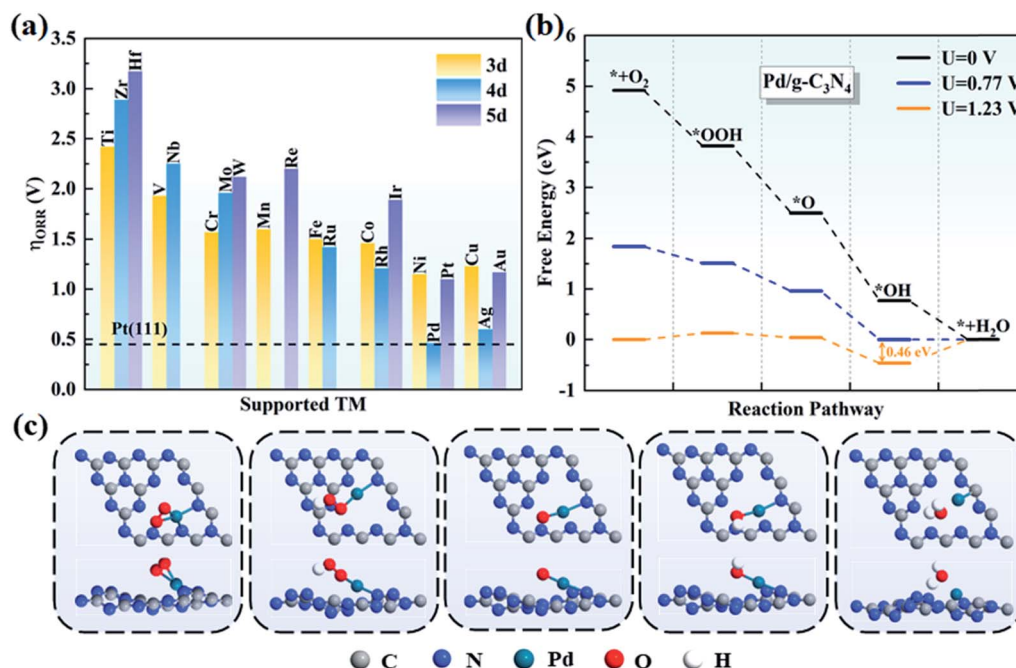 (a)
3.5
3.0
2.5
2.0
1.5
1.0
0.5
0.0
ηORR (V)
Ti
Zr
Hf
V
Nb
Cr
Mo
W
Mn
Re
Fe
Ru
Co
Rh
Ir
Ni
Pd
Pt
Cu
Ag
Au
3d
4d
5d
Pt(111)
Supported TM
(b)
6
5
4
3
2
1
0
-1
Free Energy (eV)
*+O₂
*OOH
*O
*OH
*+H₂O
Pd/g-C₃N₄
U=0 V
U=0.77 V
U=1.23 V
0.46 eV
Reaction Pathway
(c)
C N Pd O H